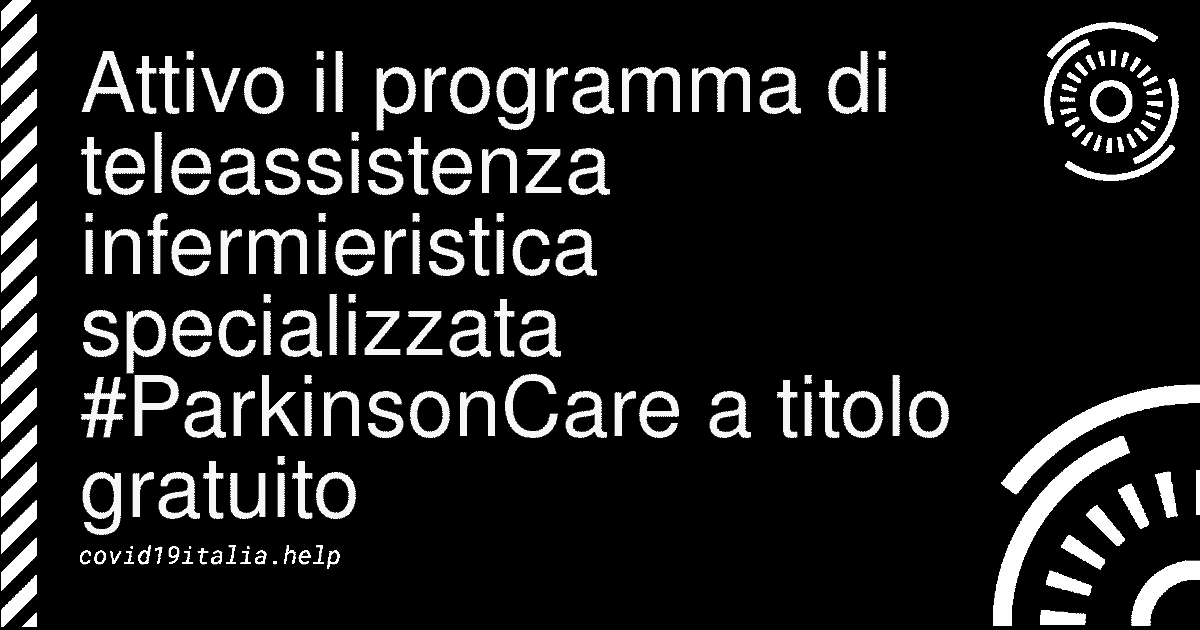 Attivo il programma di
teleassistenza
infermieristica
specializzata
#ParkinsonCare a titolo
gratuito
covid19italia.help